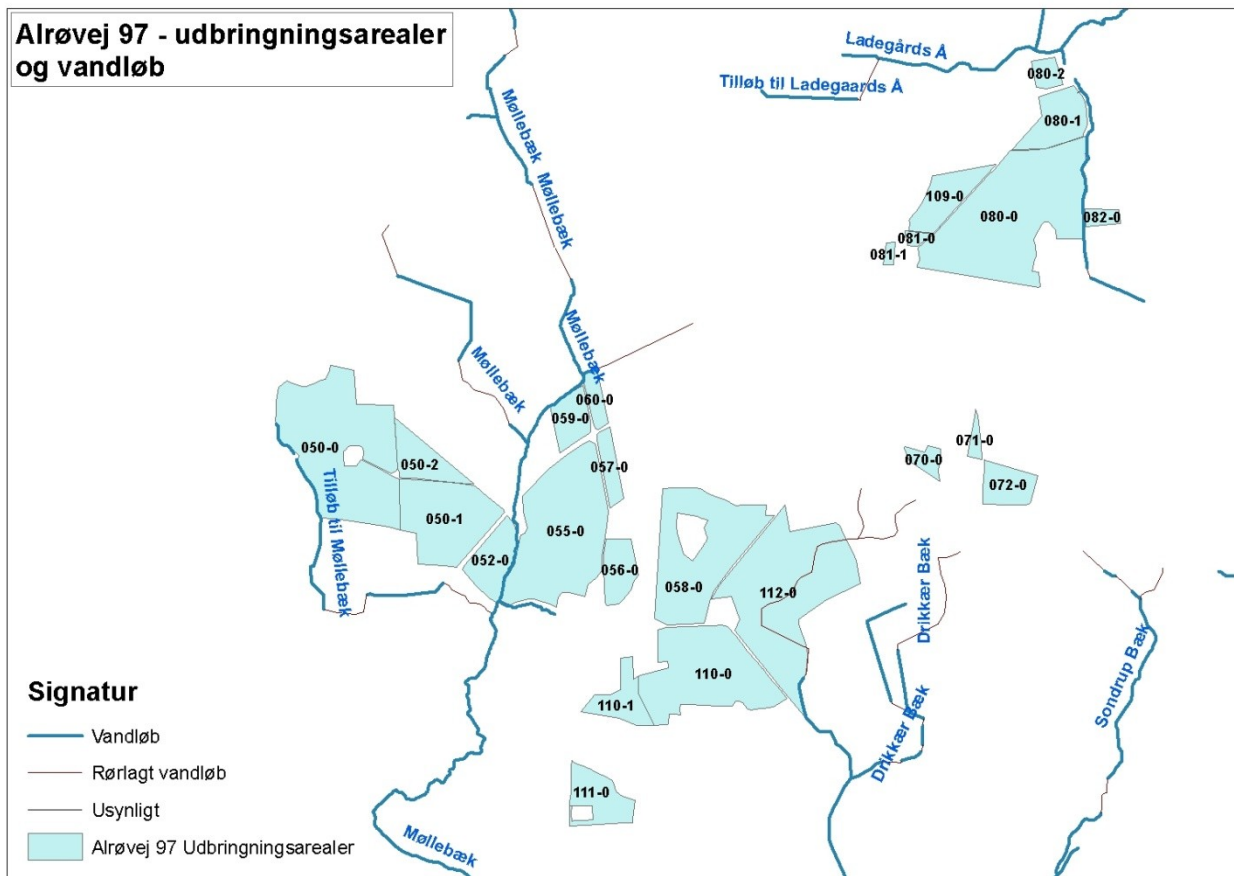 Alrøvej 97 - udbringningsarealer
og vandløb
Ladegårds Å
Tilløb til Ladegaards Å
080-2
080-1
109-0
080-0
082-0
081-0
081-1
Møllebæk
Møllebæk
Møllebæk
Møllebæk
060-0
059-0
050-0
050-2
057-0
071-0
070-0
072-0
Tilløb til Møllebæk
050-1
055-0
052-0
056-0
058-0
112-0
Drikkær Bæk
110-0
110-1
Drikkær Bæk
Sondrup Bæk
111-0
Møllebæk
Signatur
Vandløb
Rørlagt vandløb
Usynligt
Alrøvej 97 Udbringningsarealer